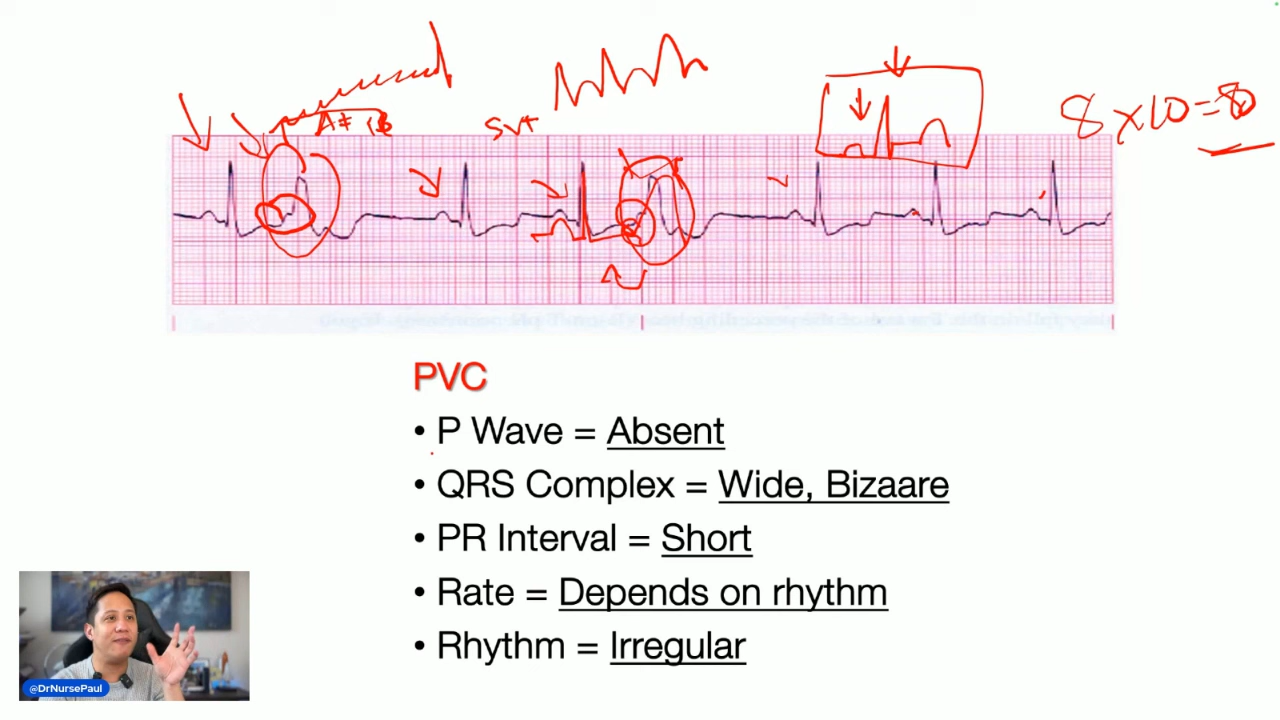 8 x 10 = 80
A FIB
SVT
PVC
• P Wave = Absent
• QRS Complex = Wide, Bizaare
• PR Interval = Short
• Rate = Depends on rhythm
• Rhythm = Irregular
@DrNursePaul